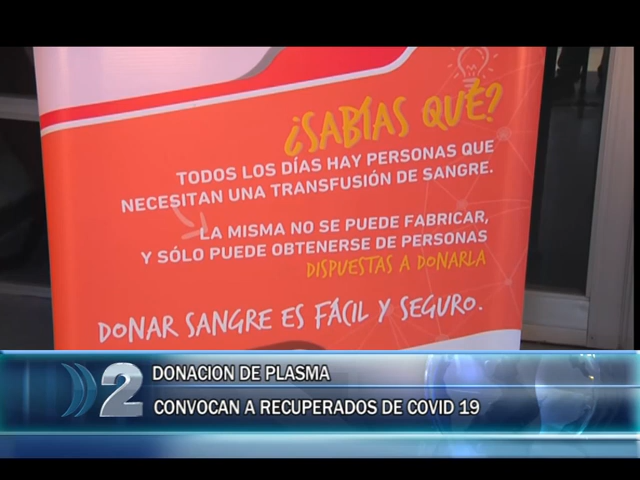 ¿SABÍAS QUÉ?
TODOS LOS DÍAS HAY PERSONAS QUE
NECESITAN UNA TRANSFUSIÓN DE SANGRE.
LA MISMA NO SE PUEDE FABRICAR,
Y SÓLO PUEDE OBTENERSE DE PERSONAS
DISPUESTAS A DONARLA
DONAR SANGRE ES FÁCIL Y SEGURO.
2
DONACION DE PLASMA
CONVOCAN A RECUPERADOS DE COVID 19